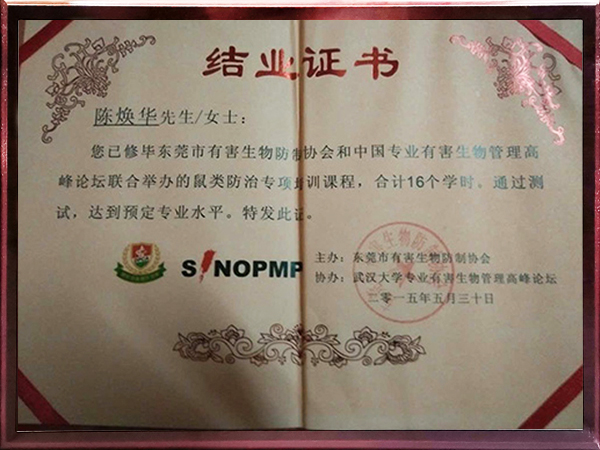 结业证书
陈焕华先生/女士：
您已修毕东莞市有害生物防制协会和中国专业有害生物管理高
峰论坛联合举办的鼠类防治专项培训课程，合计16个学时。通过测
试，达到预定专业水平。特发此证。
SINOPMP
主办：东莞市有害生物防制协会
协办：武汉大学专业有害生物管理高峰论坛
二零一五年五月三十日